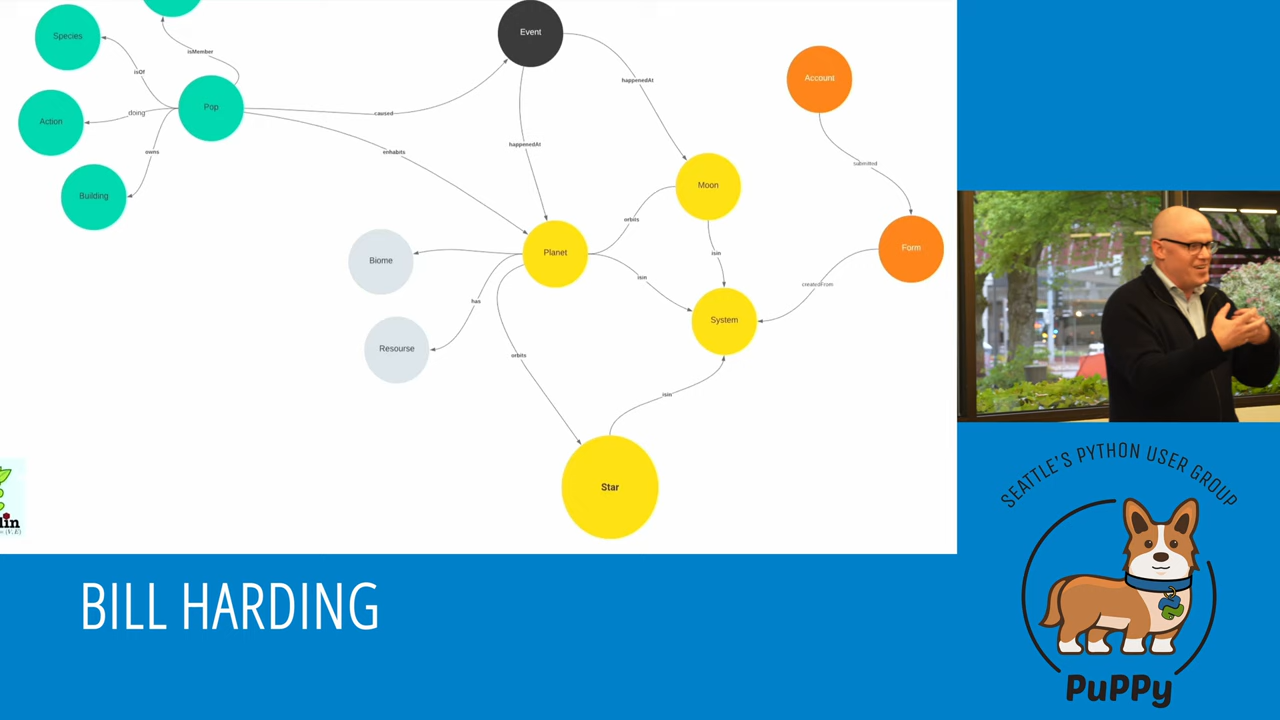 Species
isMember
Event
isOf
happenedAt
Account
Pop
caused
doing
Action
owns
enhabits
happenedAt
submitted
Building
Moon
orbits
Biome
Planet
isin
isin
Form
has
createdFrom
System
Resourse
orbits
isin
Star
lin
=(V, E)
BILL HARDING
SEATTLE'S PYTHON USER GROUP
PuPPy